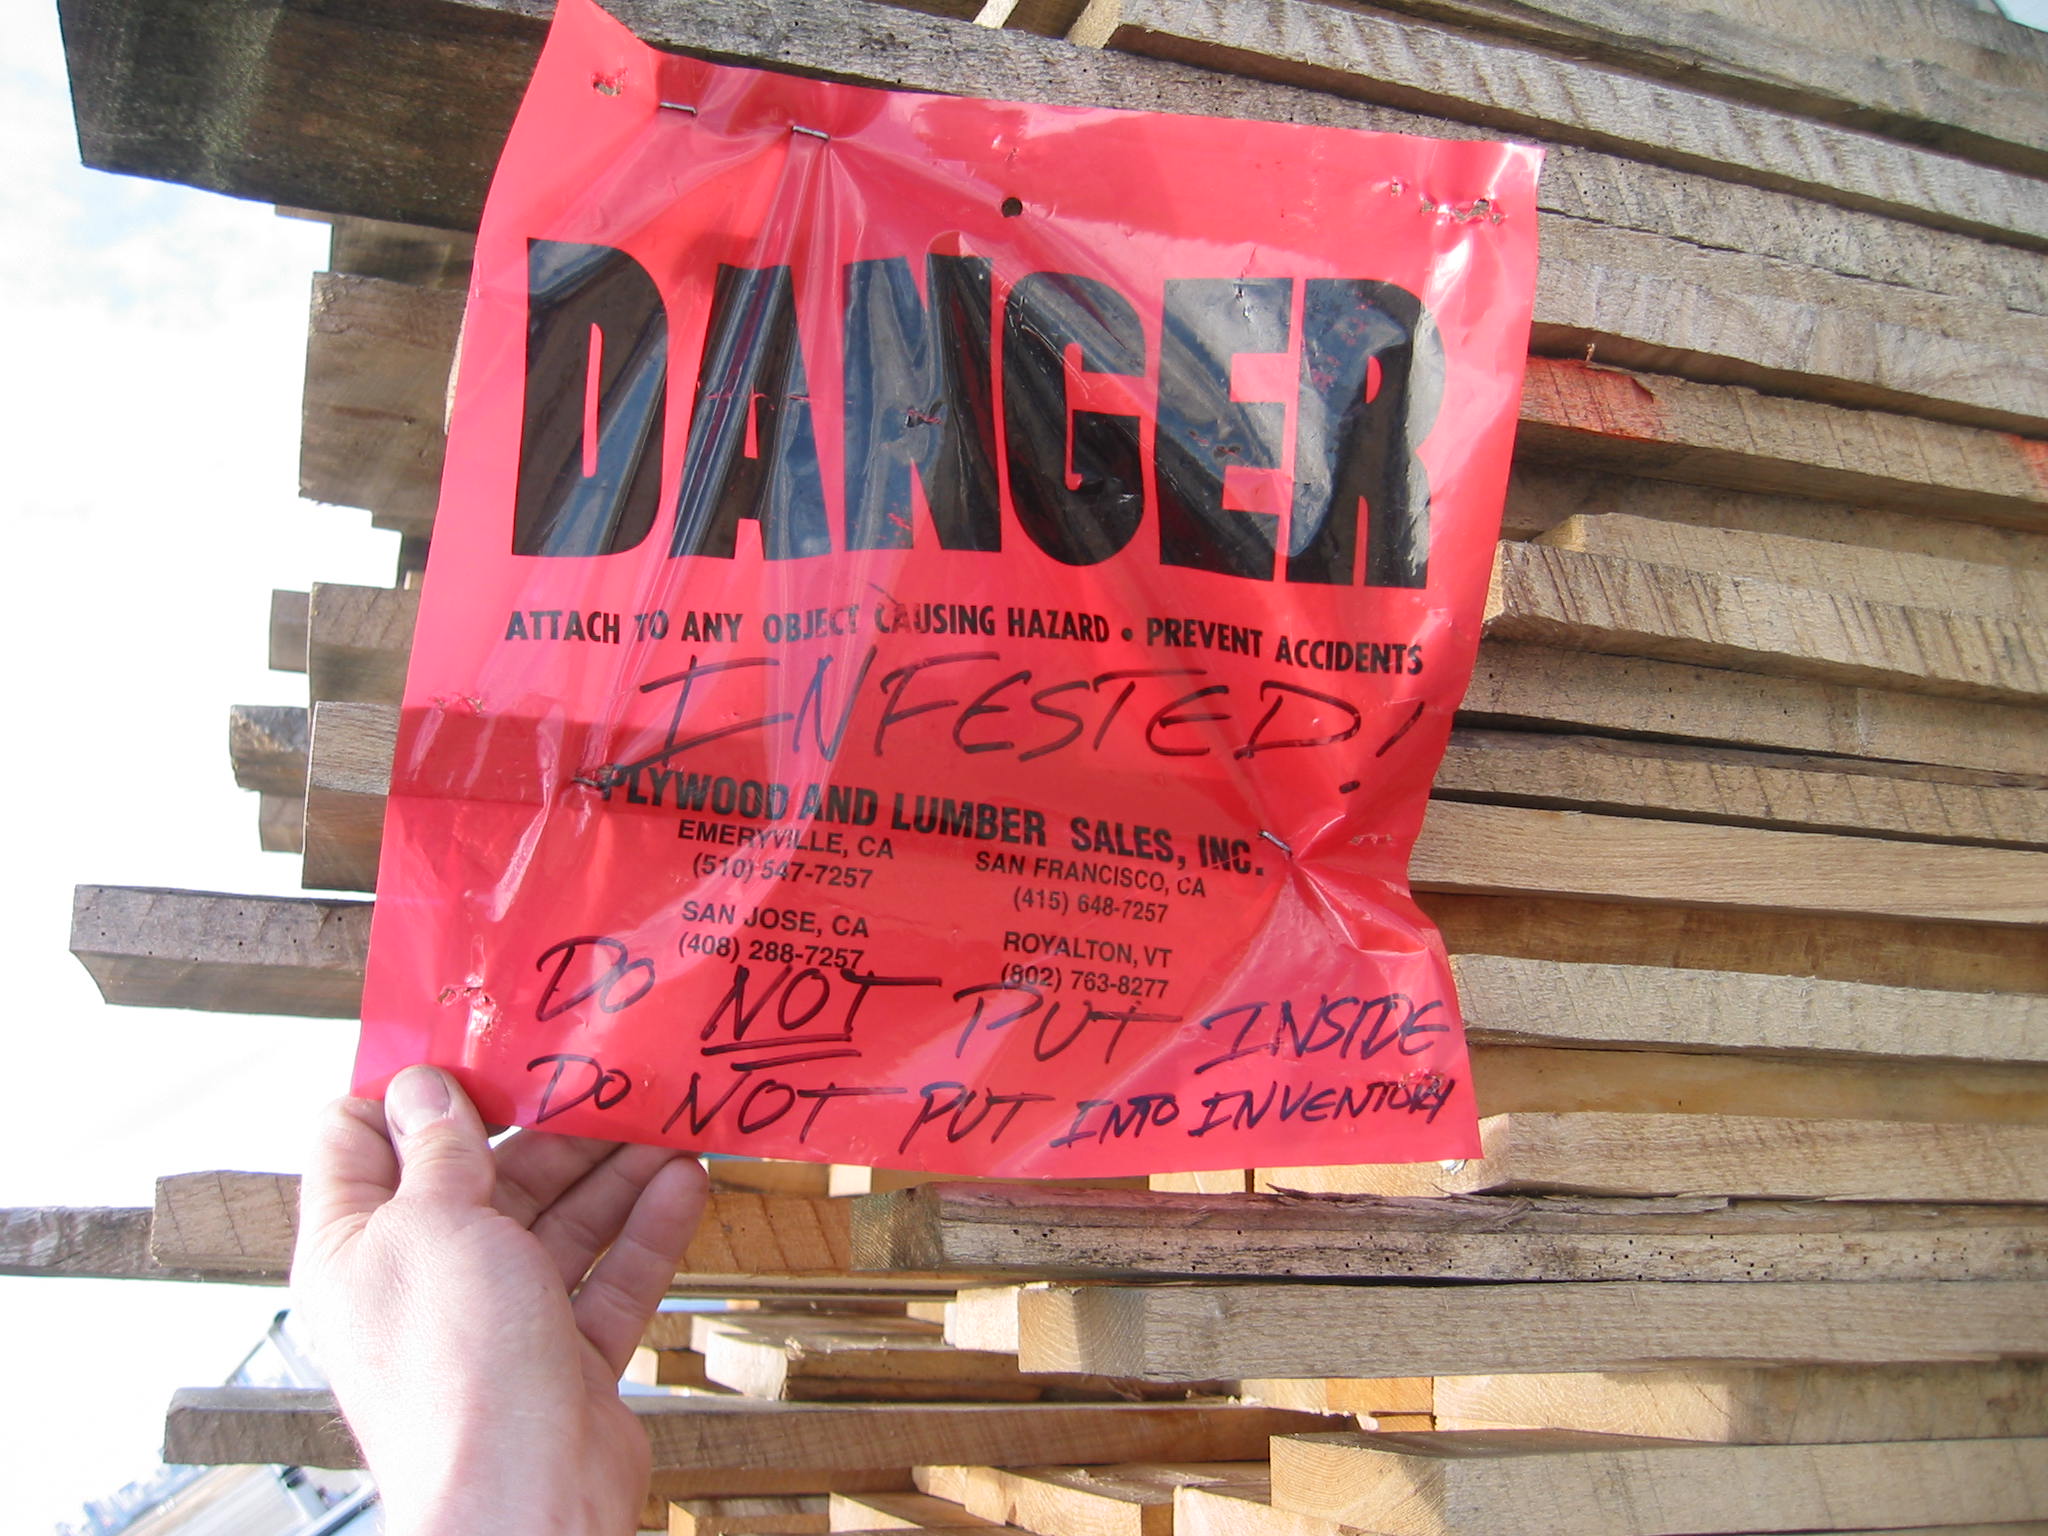 DANGER
ATTACH TO ANY OBJECT CAUSING HAZARD • PREVENT ACCIDENTS
INFESTED!
PLYWOOD AND LUMBER SALES, INC.
EMERYVILLE, CA
(510) 547-7257
SAN FRANCISCO, CA
(415) 648-7257
SAN JOSE, CA
(408) 288-7257
ROYALTON, VT
(802) 763-8277
DO NOT PUT INSIDE
DO NOT PUT INTO INVENTORY